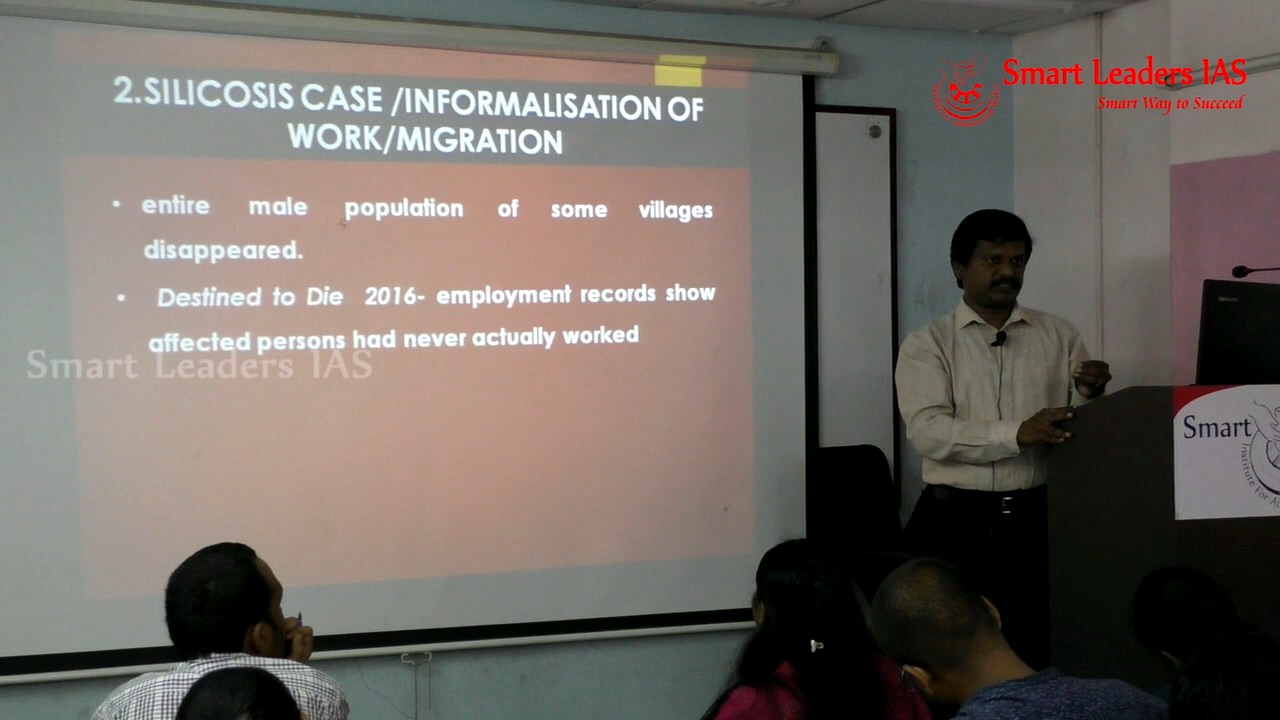 2.SILICOSIS CASE /INFORMALISATION OF
WORK/MIGRATION
• entire male population of some villages
disappeared.
• Destined to Die 2016- employment records show
affected persons had never actually worked
Smart Leaders IAS
Smart Leaders IAS
Smart Way to Succeed
Smart
Institute For